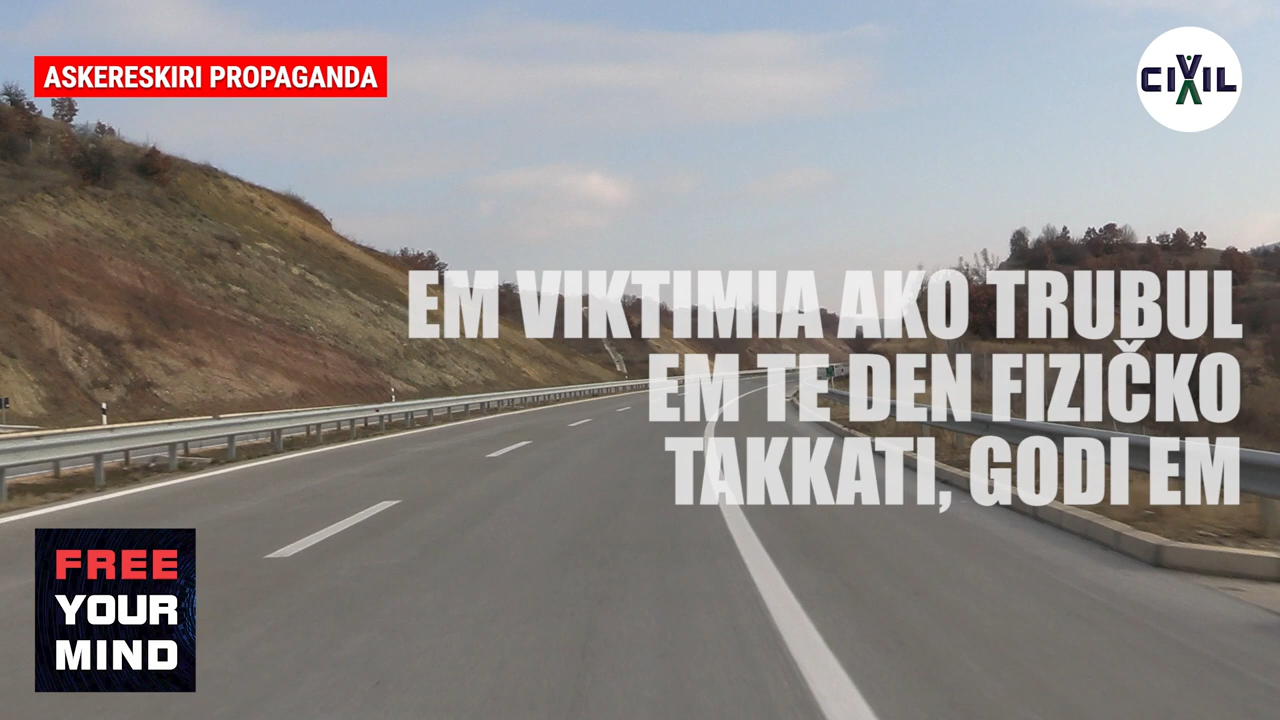 ASKERESKIRI PROPAGANDA
CIVIL
EM VIKTIMIA AKO TRUBUL
EM TE DEN FIZIČKO
TAKKATI, GODI EM
FREE
YOUR
MIND